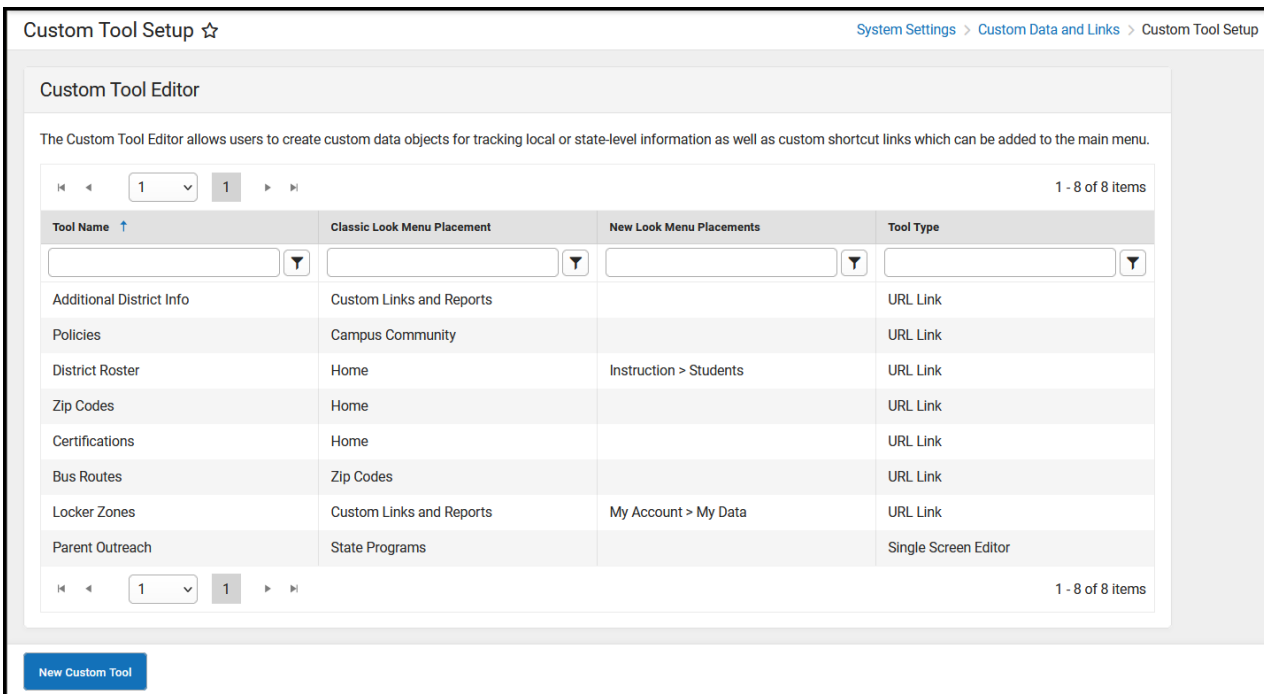 Custom Tool Setup
System Settings > Custom Data and Links > Custom Tool Setup
Custom Tool Editor
The Custom Tool Editor allows users to create custom data objects for tracking local or state-level information as well as custom shortcut links which can be added to the main menu.
1 1 1 - 8 of 8 items
Tool Name ↑ Classic Look Menu Placement New Look Menu Placements Tool Type
Additional District Info Custom Links and Reports URL Link
Policies Campus Community URL Link
District Roster Home Instruction > Students URL Link
Zip Codes Home URL Link
Certifications Home URL Link
Bus Routes Zip Codes URL Link
Locker Zones Custom Links and Reports My Account > My Data URL Link
Parent Outreach State Programs Single Screen Editor
1 1 1 - 8 of 8 items
New Custom Tool